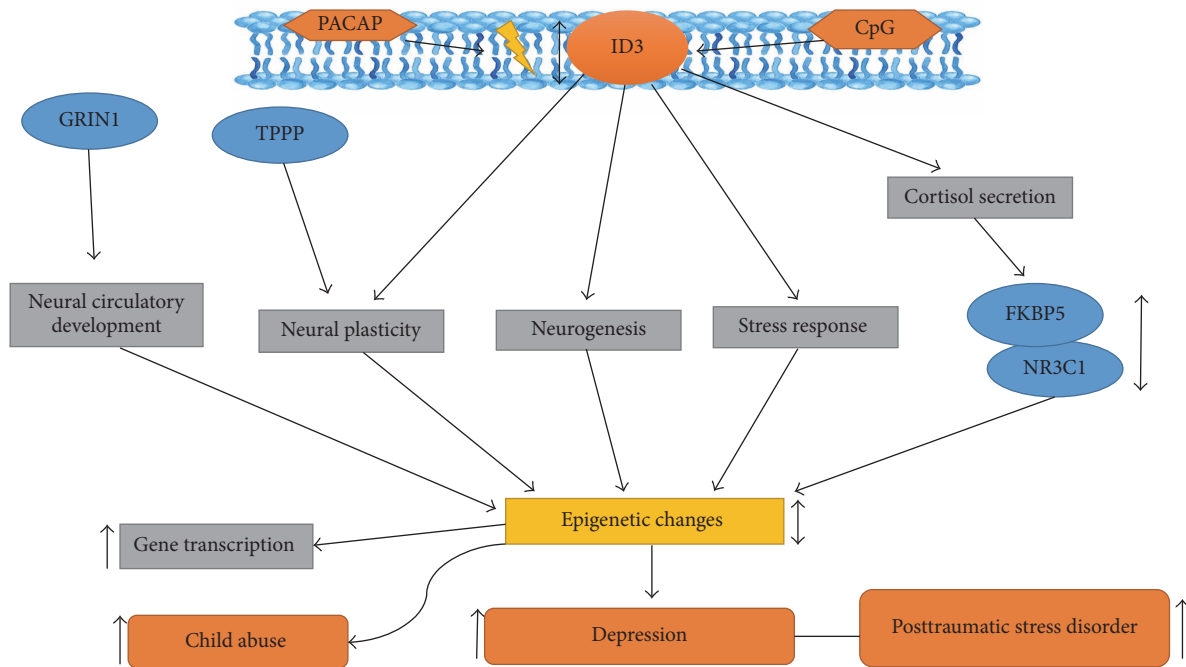 PACAP
ID3
CpG
GRIN1
TPPP
Cortisol secretion
Neural circulatory
development
Neural plasticity
Neurogenesis
Stress response
FKBP5
NR3C1
Epigenetic changes
Gene transcription
Child abuse
Depression
Posttraumatic stress disorder